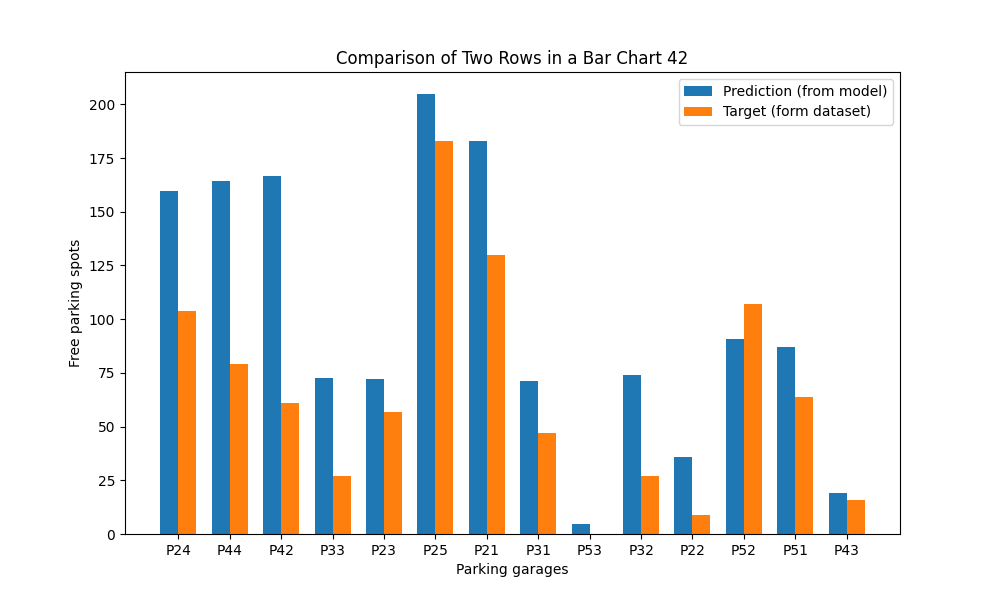 Comparison of Two Rows in a Bar Chart 42
Prediction (from model)
Target (form dataset)
200
175
150
125
100
75
50
25
0
Free parking spots
P24 P44 P42 P33 P23 P25 P21 P31 P53 P32 P22 P52 P51 P43
Parking garages